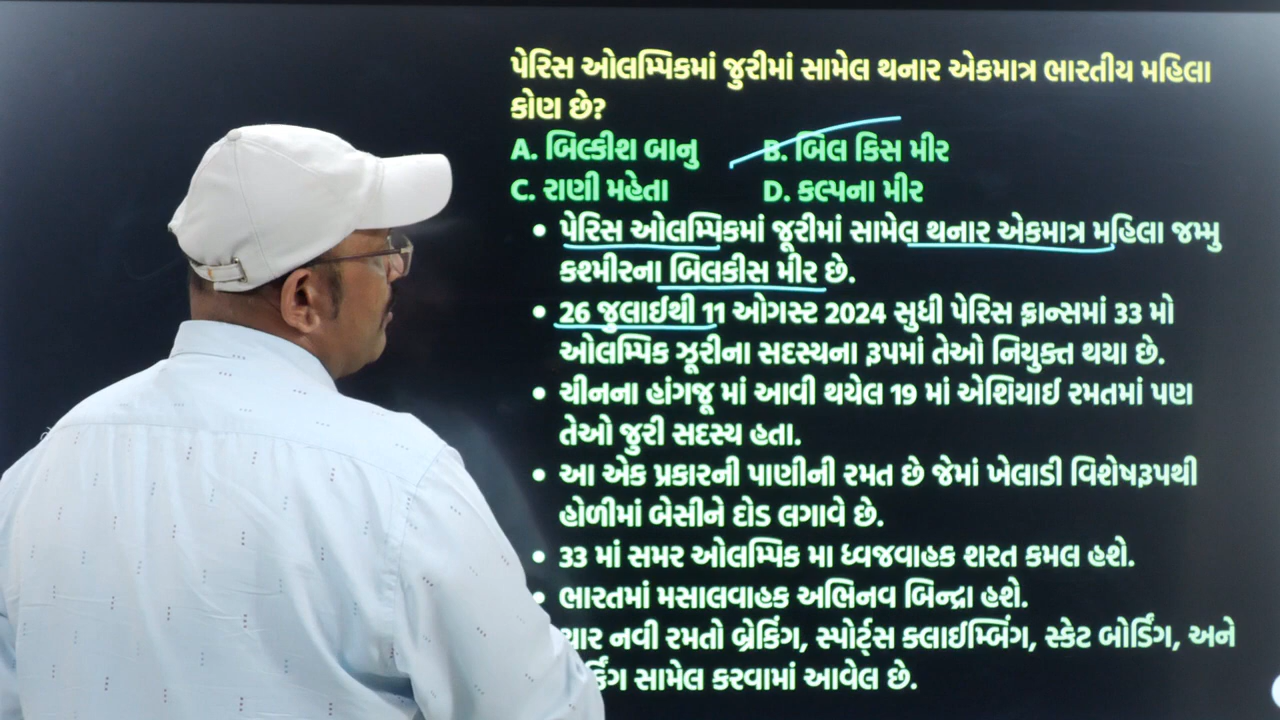 પેરિસ ઓલમ્પિકમાં જુરીમાં સામેલ થનાર એકમાત્ર ભારતીય મહિલા
કોણ છે?
A. બિલ્કીશ બાનુ B. બિલ કિસ મીર
C. રાણી મહેતા D. કલ્પના મીર
• પેરિસ ઓલમ્પિકમાં જૂરીમાં સામેલ થનાર એકમાત્ર મહિલા જમ્મુ
કશ્મીરના બિલકીસ મીર છે.
• 26 જુલાઈથી 11 ઓગસ્ટ 2024 સુધી પેરિસ ફ્રાન્સમાં 33 મો
ઓલમ્પિક ઝૂરીના સદસ્યના રૂપમાં તેઓ નિયુક્ત થયા છે.
• ચીનના હાંગજૂ માં આવી થયેલ 19 માં એશિયાઈ રમતમાં પણ
તેઓ જુરી સદસ્ય હતા.
• આ એક પ્રકારની પાણીની રમત છે જેમાં ખેલાડી વિશેષરૂપથી
હોળીમાં બેસીને દોડ લગાવે છે.
• 33 માં સમર ઓલમ્પિક મા ધ્વજવાહક શરત કમલ હશે.
• ભારતમાં મસાલવાહક અભિનવ બિન્દ્રા હશે.
નવી રમતો બ્રેકિંગ, સ્પોર્ટ્સ ક્લાઈમ્બિંગ, સ્કેટ બોર્ડિંગ, અને
સામેલ કરવામાં આવેલ છે.